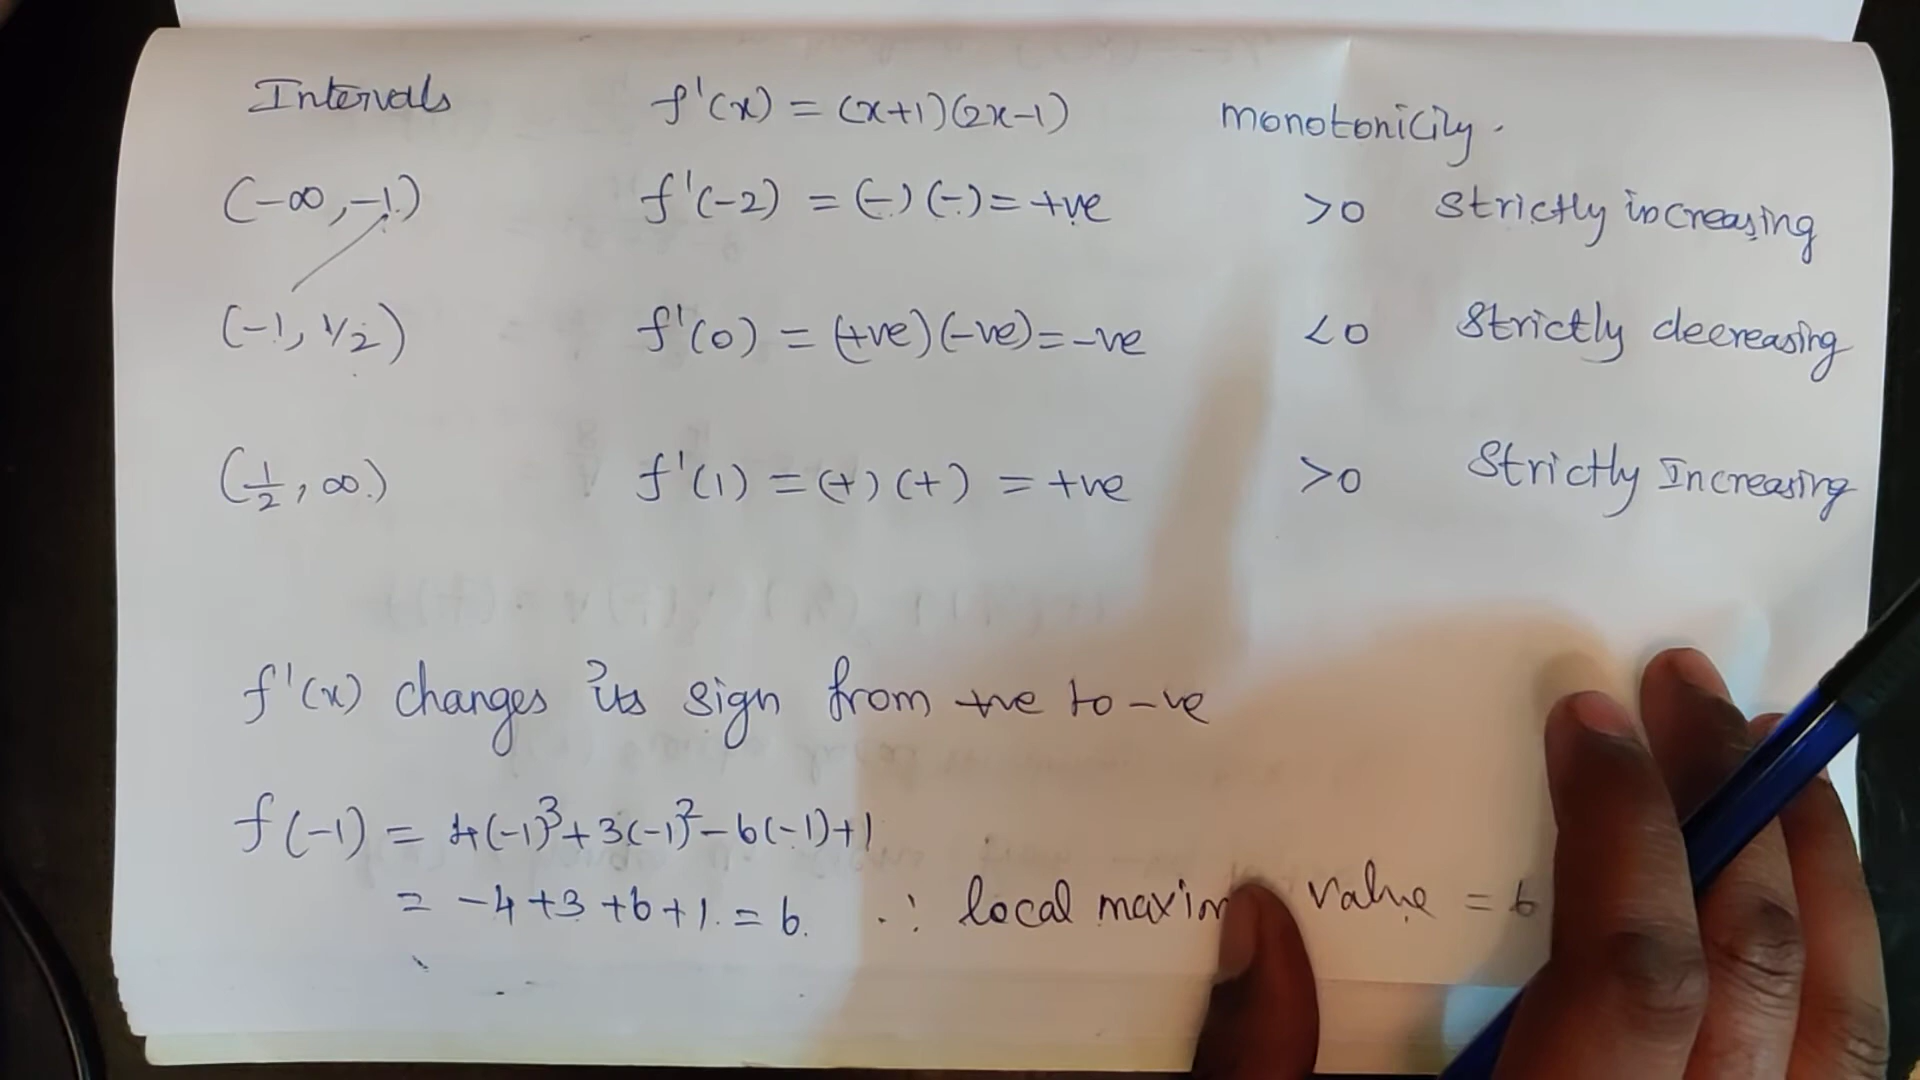 Intervals f'(x) = (x+1)(2x-1) monotonicity.
(-∞, -1) f'(-2) = (-)(-) = +ve >0 Strictly increasing
(-1, 1/2) f'(0) = (+ve)(-ve) = -ve <0 Strictly decreasing
(1/2, ∞) f'(1) = (+)(+) = +ve >0 Strictly Increasing
f'(x) changes its sign from +ve to -ve
f(-1) = 4(-1)³+3(-1)²-6(-1)+1
= -4+3+6+1 = 6. ∴ local maxim value = 6